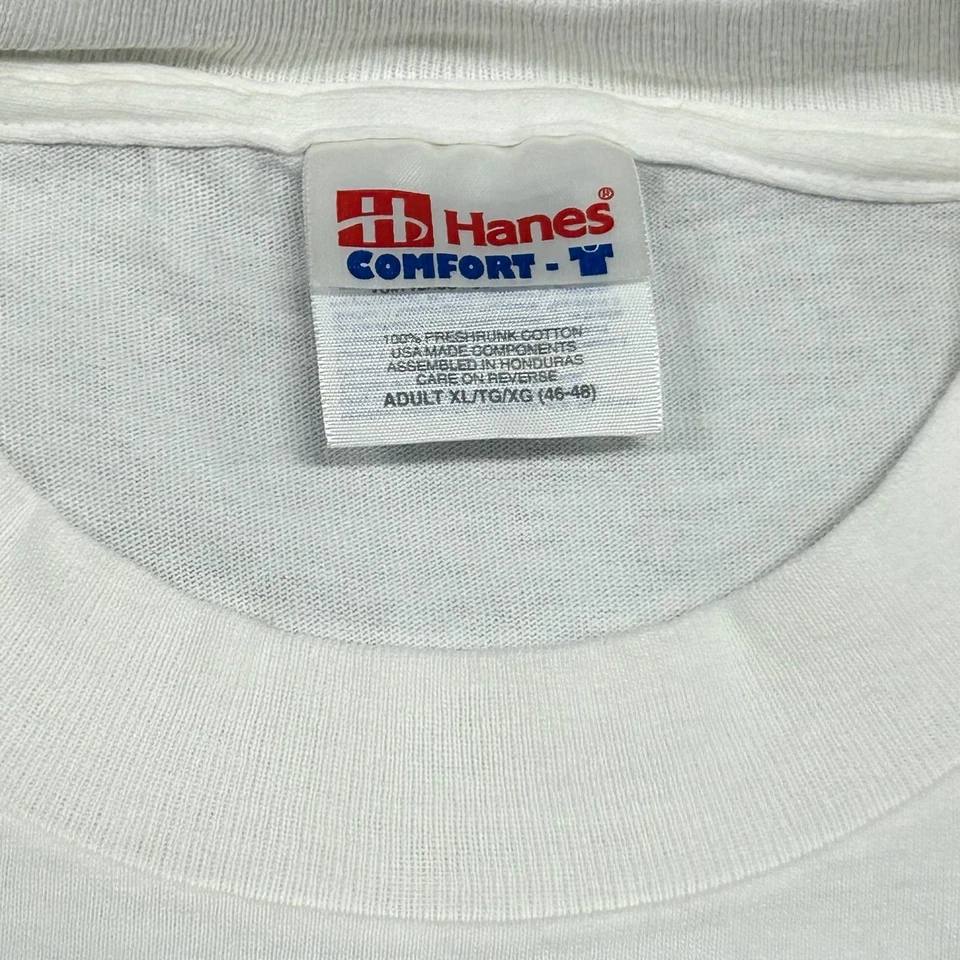 Hanes®
COMFORT -
100% PRESHRUNK COTTON
USA MADE COMPONENTS
ASSEMBLED IN HONDURAS
CARE ON REVERSE
ADULT XL/TG/XG (46-48)